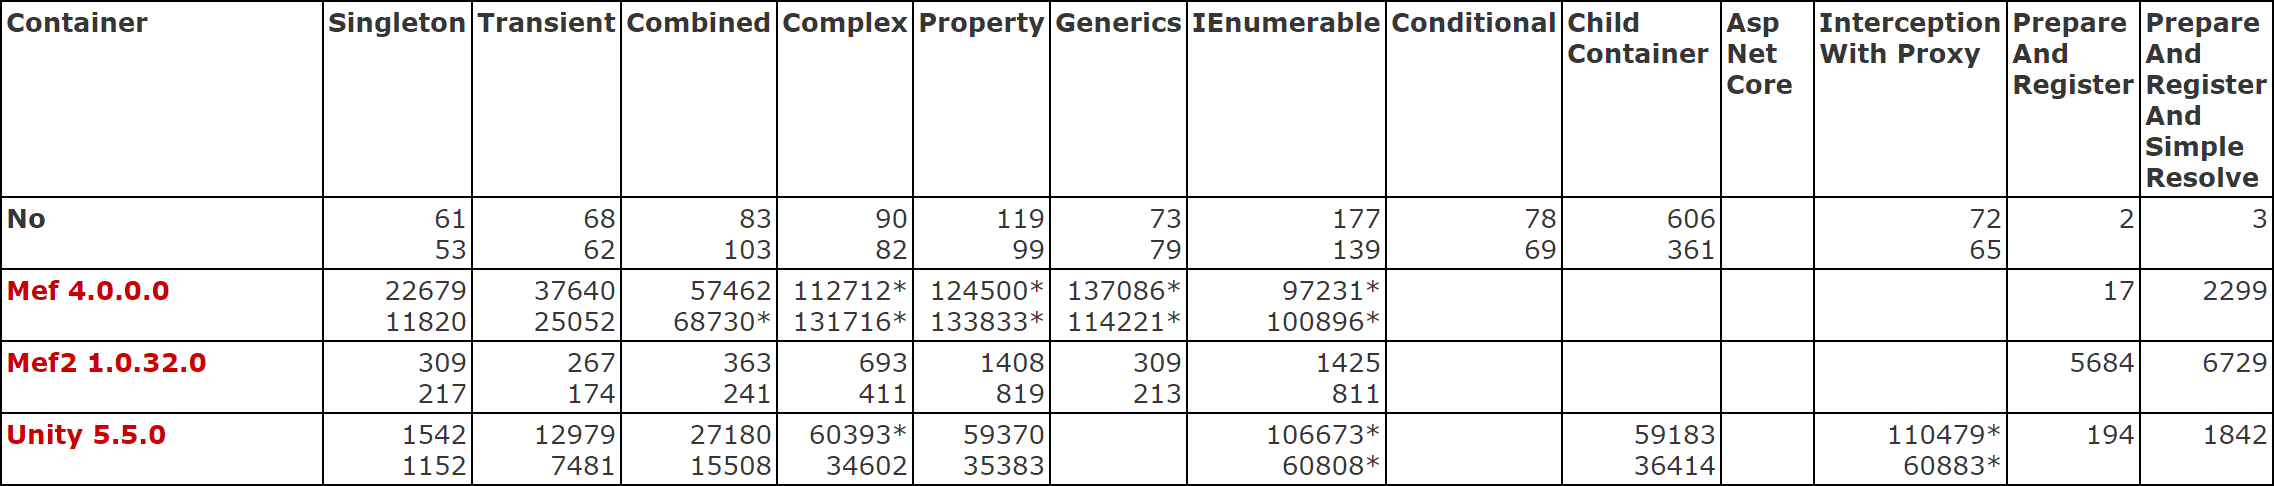 Container Singleton Transient Combined Complex Property Generics IEnumerable Conditional Child Asp Interception Prepare Prepare
Container Net With Proxy And And
Core Register Register
And
Simple
Resolve
No 61 68 83 90 119 73 177 78 606 72 2 3
53 62 103 82 99 79 139 69 361 65
Mef 4.0.0.0 22679 37640 57462 112712* 124500* 137086* 97231* 17 2299
11820 25052 68730* 131716* 133833* 114221* 100896*
Mef2 1.0.32.0 309 267 363 693 1408 309 1425 5684 6729
217 174 241 411 819 213 811
Unity 5.5.0 1542 12979 27180 60393* 59370 106673* 59183 110479* 194 1842
1152 7481 15508 34602 35383 60808* 36414 60883*